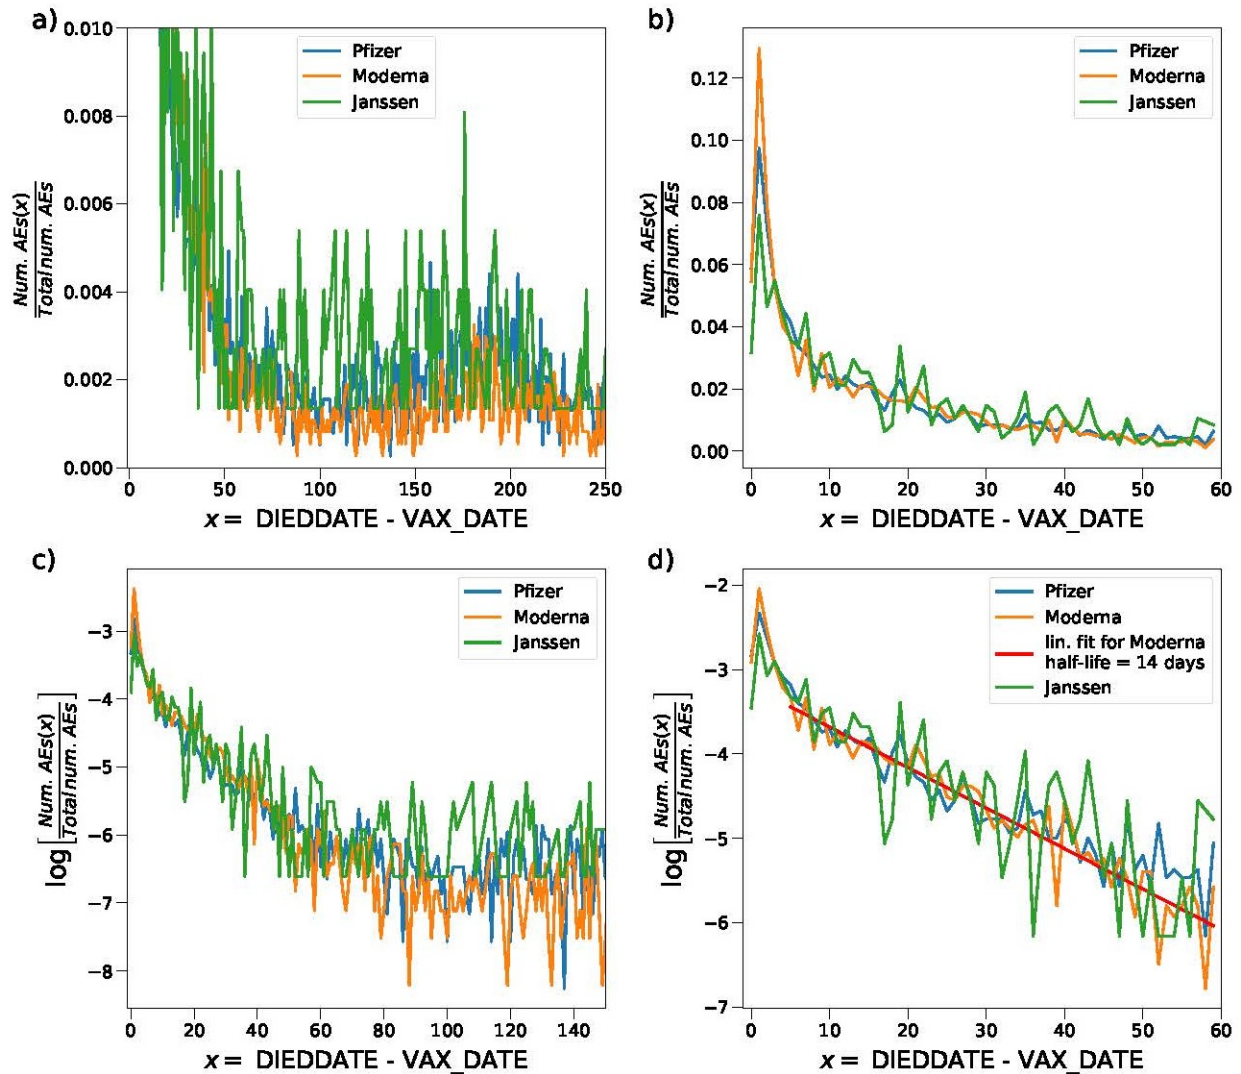 a)
0.010
0.008
0.006
0.004
0.002
0.000
Num. AEs(x)
Total num. AEs
Pfizer
Moderna
Janssen
0 50 100 150 200 250
x = DIEDDATE - VAX_DATE
b)
0.12
0.10
0.08
0.06
0.04
0.02
0.00
Num. AEs(x)
Total num. AEs
Pfizer
Moderna
Janssen
0 10 20 30 40 50 60
x = DIEDDATE - VAX_DATE
c)
−3
−4
−5
−6
−7
−8
log[Num. AEs(x)
Total num. AEs]
Pfizer
Moderna
Janssen
0 20 40 60 80 100 120 140
x = DIEDDATE - VAX_DATE
d)
−2
−3
−4
−5
−6
−7
log[Num. AEs(x)
Total num. AEs]
Pfizer
Moderna
lin. fit for Moderna
half-life = 14 days
Janssen
0 10 20 30 40 50 60
x = DIEDDATE - VAX_DATE